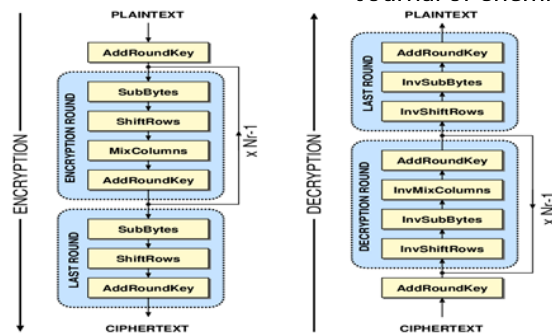 PLAINTEXT
AddRoundKey
SubBytes
ShiftRows
MixColumns
AddRoundKey
ENCRYPTION ROUND
x Nr-1
SubBytes
ShiftRows
AddRoundKey
LAST ROUND
CIPHERTEXT
ENCRYPTION
PLAINTEXT
AddRoundKey
InvSubBytes
InvShiftRows
LAST ROUND
AddRoundKey
InvMixColumns
InvSubBytes
InvShiftRows
DECRYPTION ROUND
x Nr-1
AddRoundKey
CIPHERTEXT
DECRYPTION